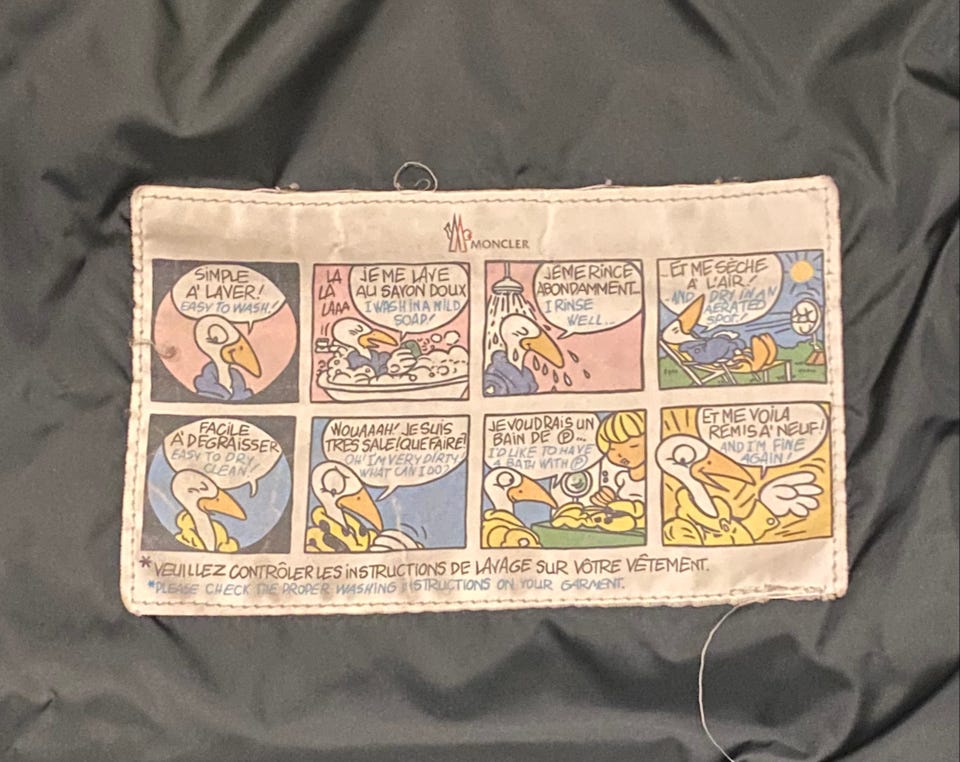 MONCLER
SIMPLE
A' LAVER!
EASY TO WASH!
LA
LA
LAAA
JE ME LAVE
AU SAVON DOUX
I WASH IN A MILD
SOAP!
JE ME RINCE
ABONDAMMENT...
I RINSE
WELL...
...ET ME SÈCHE
A' L'AIR!
...AND DRY IN AN
AERATED
SPOT!
FACILE
A' DEGRAISSER
EASY TO DRY
CLEAN!
WOUAAAH! JE SUIS
TRES SALE! QUE FAIRE?
OH! I'M VERY DIRTY!
WHAT CAN I DO?
JE VOUDRAIS UN
BAIN DE Ⓟ...
I'D LIKE TO HAVE
A BATH WITH Ⓟ
ET ME VOILA
REMIS A' NEUF!
AND I'M FINE
AGAIN!
*VEUILLEZ CONTRÔLER LES INSTRUCTIONS DE LAVAGE SUR VÔTRE VÊTEMENT.
*PLEASE CHECK THE PROPER WASHING INSTRUCTIONS ON YOUR GARMENT.